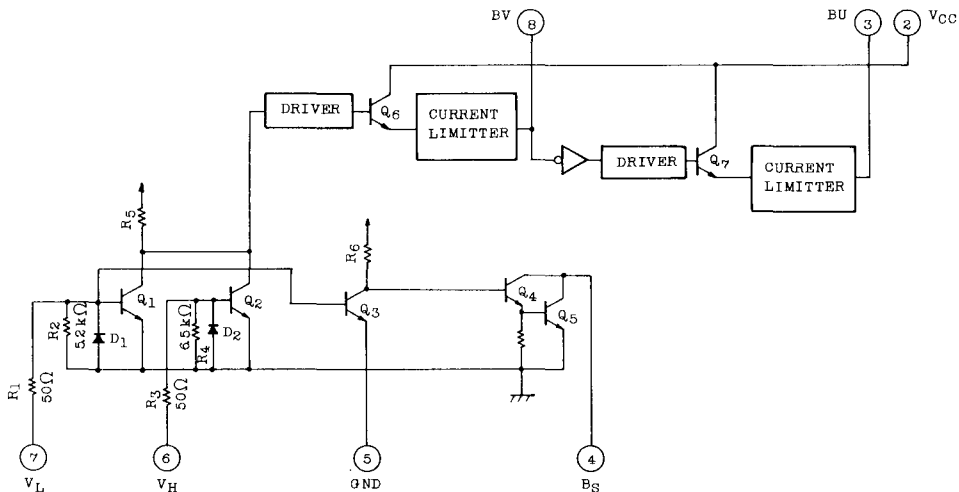 BV
8
BU
3
2
VCC
DRIVER
Q6
CURRENT
LIMITTER
DRIVER
Q7
CURRENT
LIMITTER
R5
R6
Q1
Q2
Q3
Q4
Q5
R2
5.2kΩ
D1
6.5kΩ
R4
D2
R1
50Ω
R3
50Ω
7
6
5
4
VL
VH
GND
BS